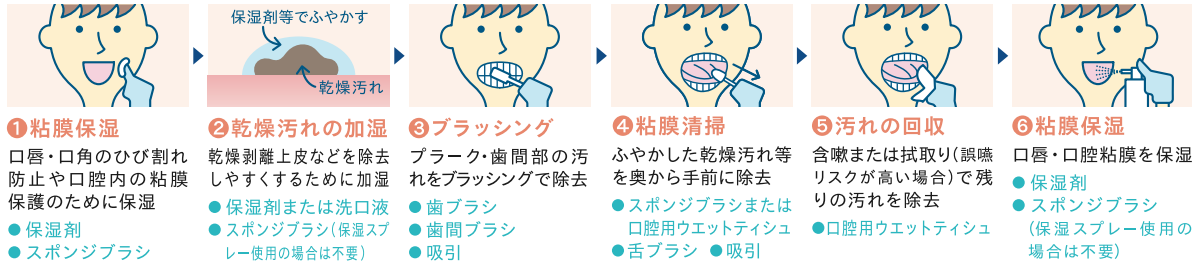 ❶粘膜保湿
口唇・口角のひび割れ
防止や口腔内の粘膜
保護のために保湿
●保湿剤
●スポンジブラシ
保湿剤等でふやかす
乾燥汚れ
❷乾燥汚れの加湿
乾燥剥離上皮などを除去
しやすくするために加湿
●保湿剤または洗口液
●スポンジブラシ(保湿スプ
レー使用の場合は不要)
❸ブラッシング
プラーク・歯間部の汚
れをブラッシングで除去
●歯ブラシ
●歯間ブラシ
●吸引
❹粘膜清掃
ふやかした乾燥汚れ等
を奥から手前に除去
●スポンジブラシまたは
口腔用ウエットティシュ
●舌ブラシ ●吸引
❺汚れの回収
含嗽または拭取り(誤嚥
リスクが高い場合)で残
りの汚れを除去
●口腔用ウエットティシュ
❻粘膜保湿
口唇・口腔粘膜を保湿
●保湿剤
●スポンジブラシ
(保湿スプレー使用の
場合は不要)